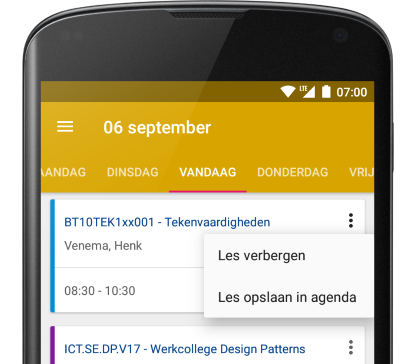 LTE 07:00
06 september
AANDAG DINSDAG VANDAAG DONDERDAG VRIJ
BT10TEK1xx001 - Tekenvaardigheden
Venema, Henk
Les verbergen
08:30 - 10:30
Les opslaan in agenda
ICT.SE.DP.V17 - Werkcollege Design Patterns